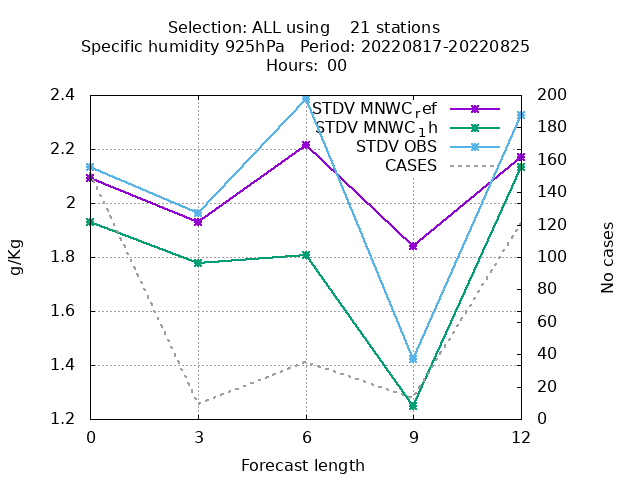 Selection: ALL using    21 stations
Specific humidity 925hPa   Period: 20220817-20220825
Hours: 00
STDV MNWC_ref
STDV MNWC_1h
STDV OBS
CASES
2.4
2.2
2
1.8
1.6
1.4
1.2
200
180
160
140
120
100
80
60
40
20
0
g/Kg
No cases
0 3 6 9 12
Forecast length